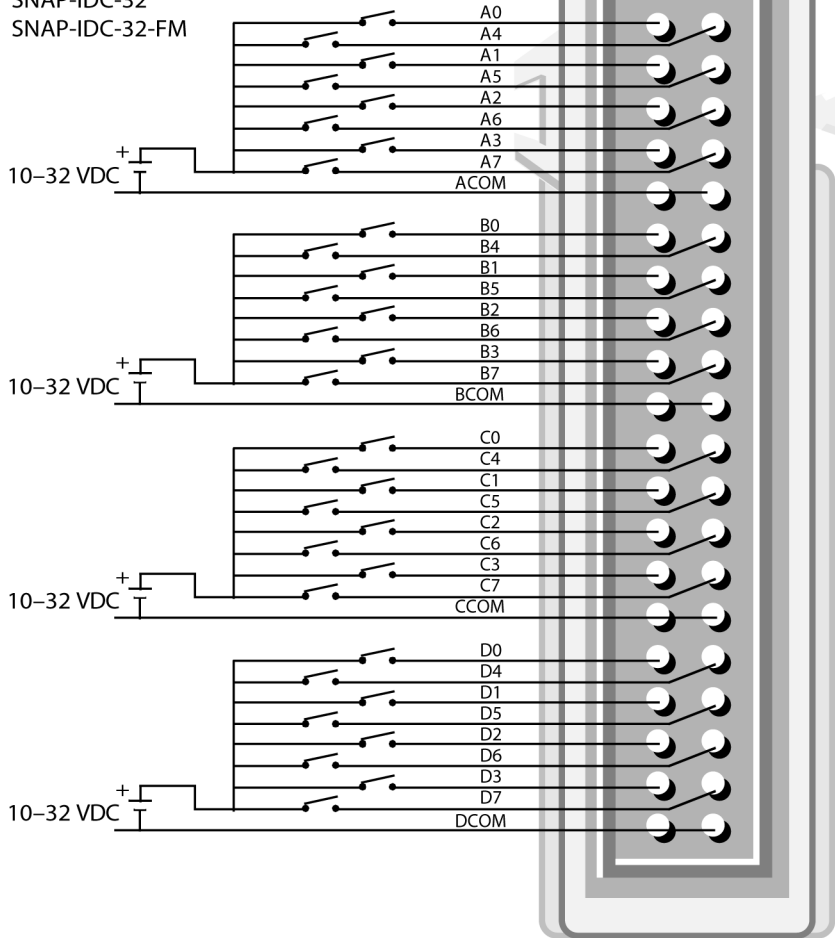 SNAP-IDC-32
SNAP-IDC-32-FM
A0
A4
A1
A5
A2
A6
A3
A7
ACOM
+
10–32 VDC
B0
B4
B1
B5
B2
B6
B3
B7
BCOM
+
10–32 VDC
C0
C4
C1
C5
C2
C6
C3
C7
CCOM
+
10–32 VDC
D0
D4
D1
D5
D2
D6
D3
D7
DCOM
+
10–32 VDC